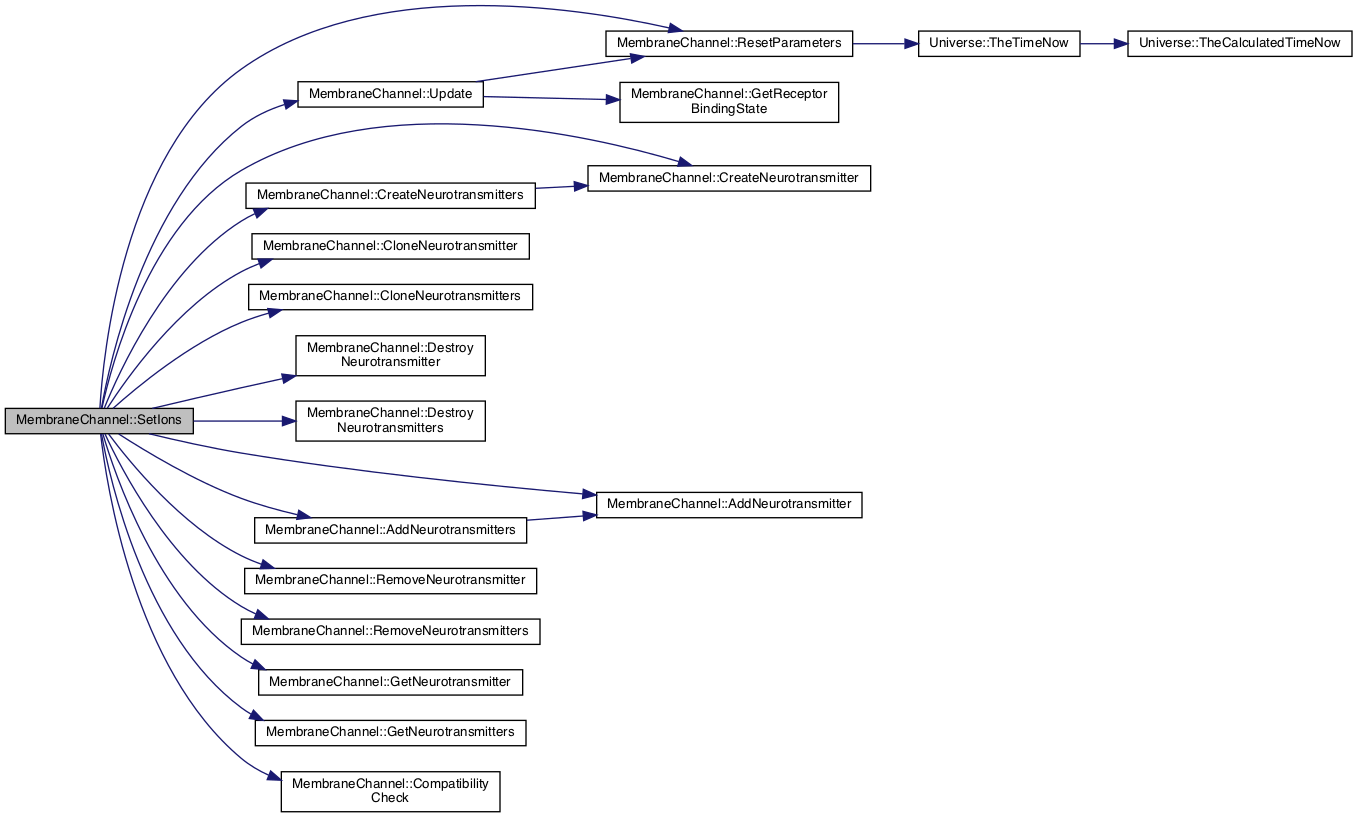 MembraneChannel::ResetParameters
Universe::TheTimeNow
Universe::TheCalculatedTimeNow
MembraneChannel::Update
MembraneChannel::GetReceptor
BindingState
MembraneChannel::CreateNeurotransmitter
MembraneChannel::CreateNeurotransmitters
MembraneChannel::CloneNeurotransmitter
MembraneChannel::CloneNeurotransmitters
MembraneChannel::Destroy
Neurotransmitter
MembraneChannel::SetIons
MembraneChannel::Destroy
Neurotransmitters
MembraneChannel::AddNeurotransmitter
MembraneChannel::AddNeurotransmitters
MembraneChannel::RemoveNeurotransmitter
MembraneChannel::RemoveNeurotransmitters
MembraneChannel::GetNeurotransmitter
MembraneChannel::GetNeurotransmitters
MembraneChannel::Compatibility
Check